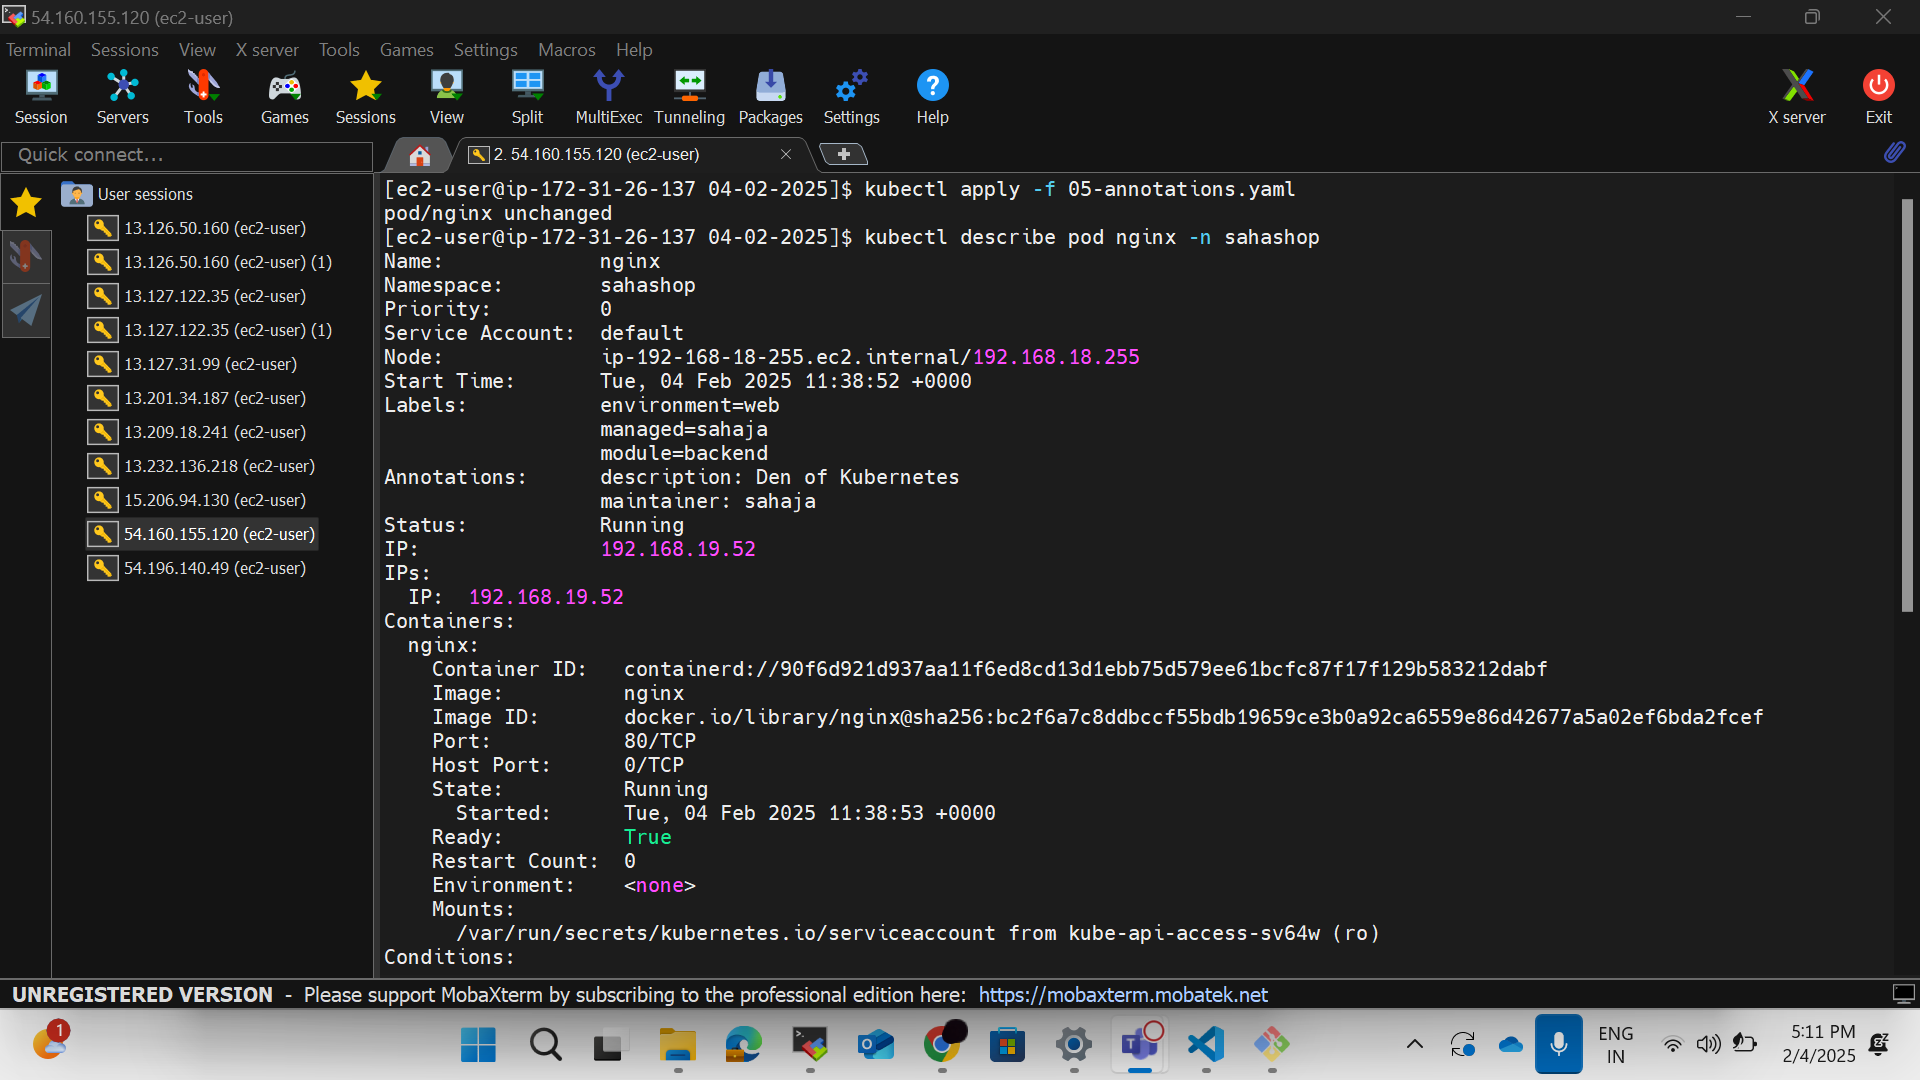 54.160.155.120 (ec2-user)
Terminal Sessions View X server Tools Games Settings Macros Help
Session Servers Tools Games Sessions View Split MultiExec Tunneling Packages Settings Help X server Exit
Quick connect...
2. 54.160.155.120 (ec2-user)
User sessions
13.126.50.160 (ec2-user)
13.126.50.160 (ec2-user) (1)
13.127.122.35 (ec2-user)
13.127.122.35 (ec2-user) (1)
13.127.31.99 (ec2-user)
13.201.34.187 (ec2-user)
13.209.18.241 (ec2-user)
13.232.136.218 (ec2-user)
15.206.94.130 (ec2-user)
54.160.155.120 (ec2-user)
54.196.140.49 (ec2-user)
[ec2-user@ip-172-31-26-137 04-02-2025]$ kubectl apply -f 05-annotations.yaml
pod/nginx unchanged
[ec2-user@ip-172-31-26-137 04-02-2025]$ kubectl describe pod nginx -n sahashop
Name: nginx
Namespace: sahashop
Priority: 0
Service Account: default
Node: ip-192-168-18-255.ec2.internal/192.168.18.255
Start Time: Tue, 04 Feb 2025 11:38:52 +0000
Labels: environment=web
managed=sahaja
module=backend
Annotations: description: Den of Kubernetes
maintainer: sahaja
Status: Running
IP: 192.168.19.52
IPs:
IP: 192.168.19.52
Containers:
nginx:
Container ID: containerd://90f6d921d937aa11f6ed8cd13d1ebb75d579ee61bcfc87f17f129b583212dabf
Image: nginx
Image ID: docker.io/library/nginx@sha256:bc2f6a7c8ddbccf55bdb19659ce3b0a92ca6559e86d42677a5a02ef6bda2fcef
Port: 80/TCP
Host Port: 0/TCP
State: Running
Started: Tue, 04 Feb 2025 11:38:53 +0000
Ready: True
Restart Count: 0
Environment: <none>
Mounts:
/var/run/secrets/kubernetes.io/serviceaccount from kube-api-access-sv64w (ro)
Conditions:
UNREGISTERED VERSION - Please support MobaXterm by subscribing to the professional edition here: https://mobaxterm.mobatek.net
1
ENG
IN
5:11 PM
2/4/2025